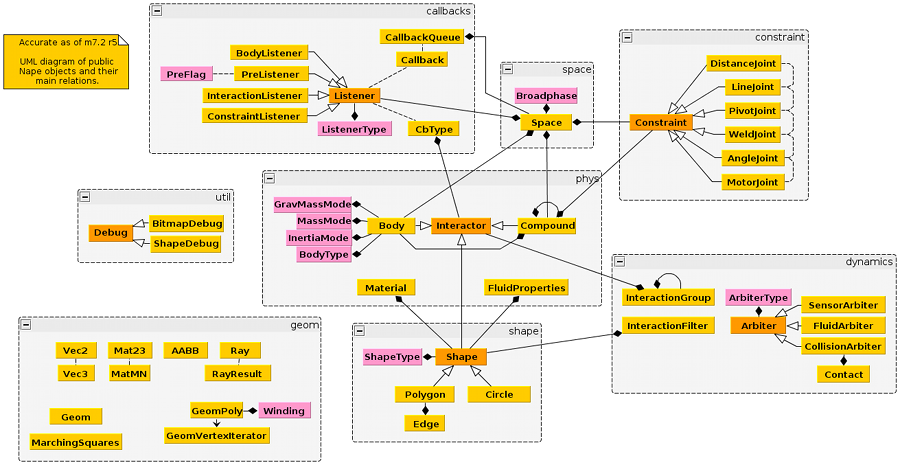 Accurate as of m7.2 r5
UML diagram of public
Nape objects and their
main relations.
callbacks
CallbackQueue
BodyListener
Callback
PreFlag
PreListener
InteractionListener
Listener
ConstraintListener
ListenerType
CbType
space
Broadphase
Space
constraint
DistanceJoint
LineJoint
PivotJoint
Constraint
WeldJoint
AngleJoint
MotorJoint
util
BitmapDebug
Debug
ShapeDebug
phys
GravMassMode
MassMode
Body
Interactor
Compound
InertiaMode
BodyType
Material
FluidProperties
dynamics
InteractionGroup
ArbiterType
SensorArbiter
InteractionFilter
Arbiter
FluidArbiter
CollisionArbiter
Contact
geom
Vec2
Mat23
AABB
Ray
Vec3
MatMN
RayResult
Geom
GeomPoly
Winding
MarchingSquares
GeomVertexIterator
shape
ShapeType
Shape
Polygon
Circle
Edge